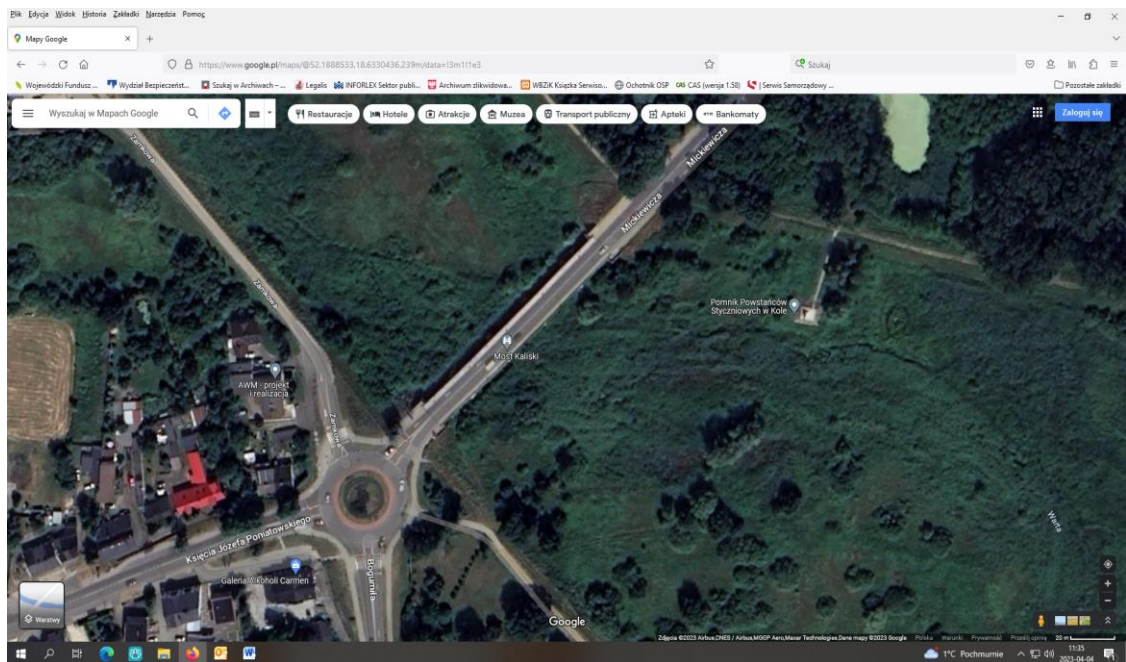 Plik Edycja Widok Historia Zakładki Narzędzia Pomoc
Mapy Google
https://www.google.pl/maps/@52.1888533,18.6330436,239m/data=!3m1!1e3
Szukaj
Wojewódzki Fundusz ... Wydział Bezpieczeńst... Szukaj w Archiwach – ... Legalis INFORLEX Sektor publi... Archiwum zlikwidowa... WBZiK Książka Serwiso... Ochotnik OSP CAS (wersja 1.58) | Serwis Samorządowy ... Pozostałe zakładki
Wyszukaj w Mapach Google Restauracje Hotele Atrakcje Muzea Transport publiczny Apteki Bankomaty Zaloguj się
Zamkowa
Mickiewicza
Mickiewicza
Zamkowa
Pomnik Powstańców
Styczniowych w Kole
Most Kaliski
AWM - projekt
i realizacja
Zamkowa
Księcia Józefa Poniatowskiego
Warta
Bogumiła
Galeria Alkoholi Carmen
Warstwy
Google
Zdjęcia ©2023 Airbus,CNES / Airbus,MGGP Aero,Maxar Technologies,Dane mapy ©2023 Google Polska Warunki Prywatność Prześlij opinię 20 m
1°C Pochmurnie
11:35
2023-04-04